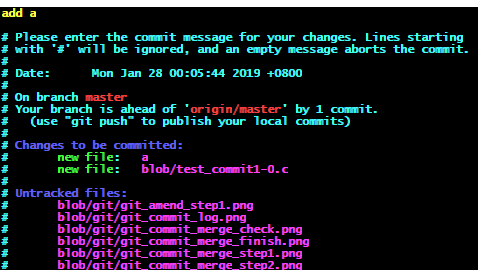 add a

# Please enter the commit message for your changes. Lines starting
# with '#' will be ignored, and an empty message aborts the commit.
#
# Date:      Mon Jan 28 00:05:44 2019 +0800
#
# On branch master
# Your branch is ahead of 'origin/master' by 1 commit.
#   (use "git push" to publish your local commits)
#
# Changes to be committed:
#       new file:   a
#       new file:   blob/test_commit1-0.c
#
# Untracked files:
#       blob/git/git_amend_step1.png
#       blob/git/git_commit_log.png
#       blob/git/git_commit_merge_check.png
#       blob/git/git_commit_merge_finish.png
#       blob/git/git_commit_merge_step1.png
#       blob/git/git_commit_merge_step2.png